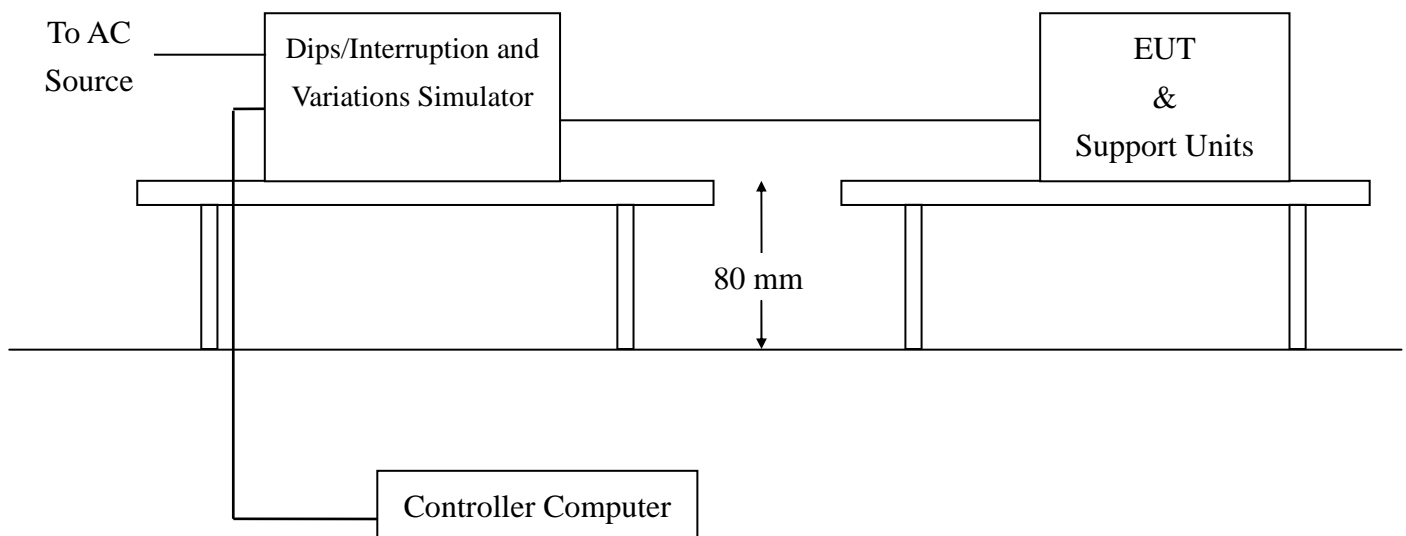 To AC
Source
Dips/Interruption and
Variations Simulator
EUT
&
Support Units
80 mm
Controller Computer